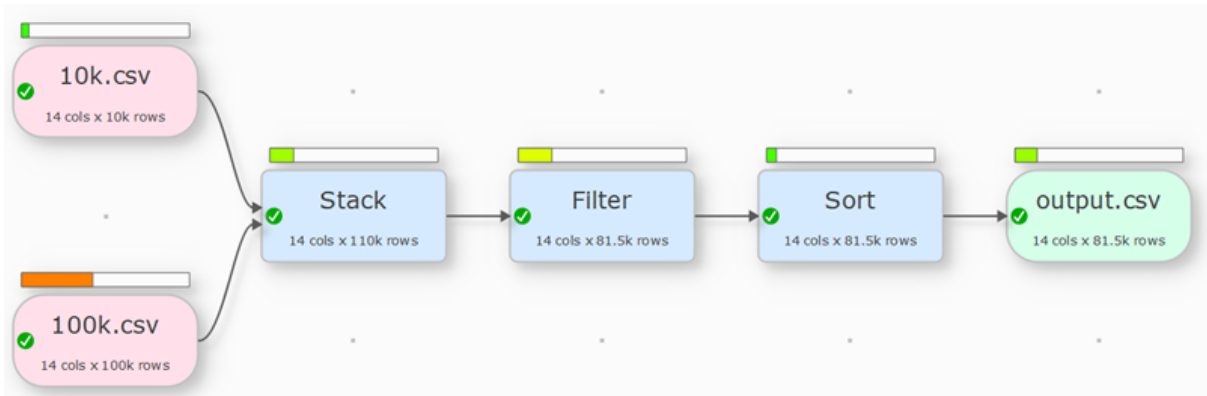 10k.csv
14 cols x 10k rows
100k.csv
14 cols x 100k rows
Stack
14 cols x 110k rows
Filter
14 cols x 81.5k rows
Sort
14 cols x 81.5k rows
output.csv
14 cols x 81.5k rows